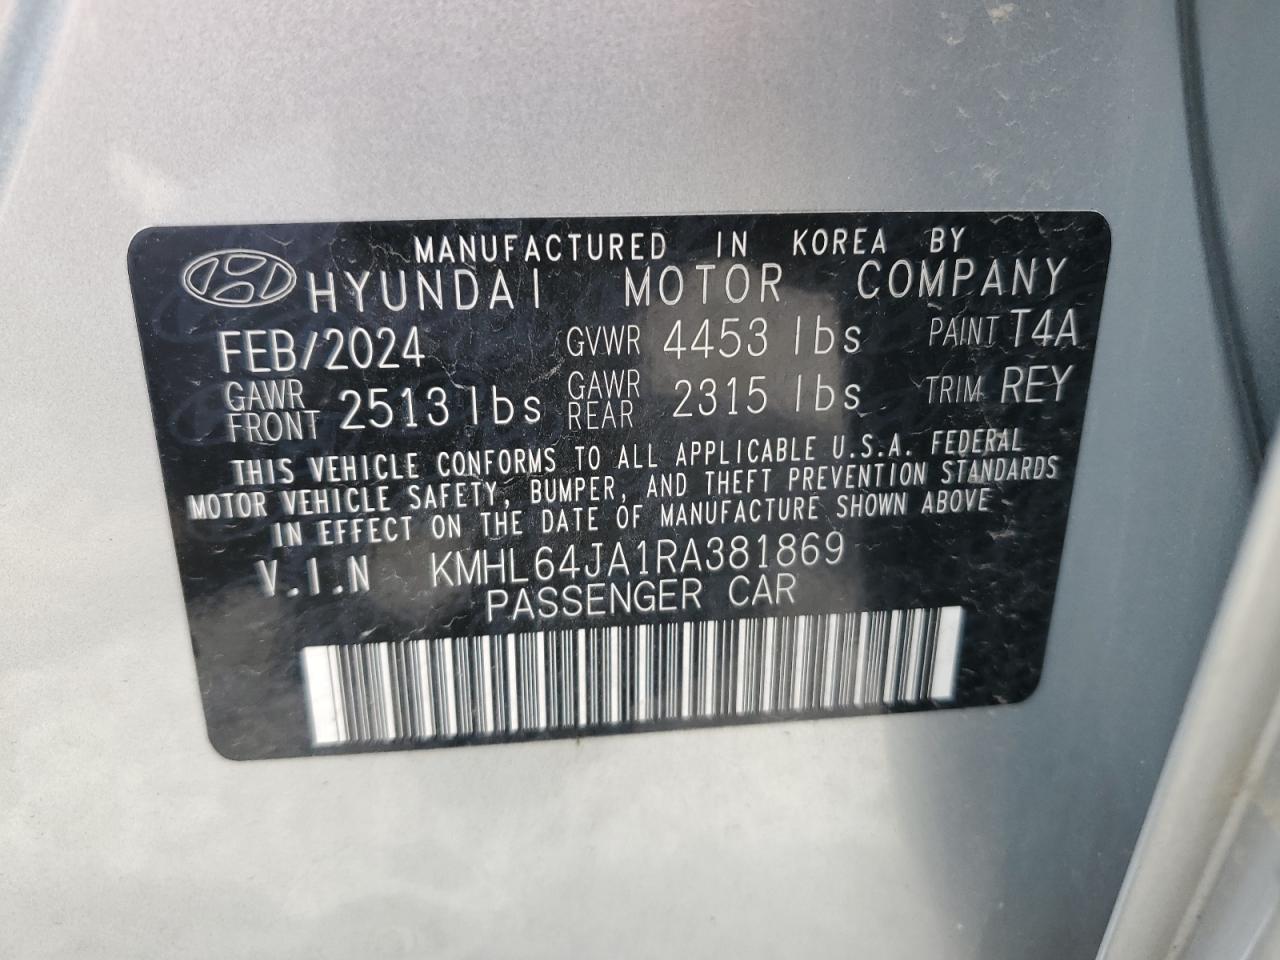 MANUFACTURED IN KOREA BY
HYUNDAI MOTOR COMPANY
FEB/2024 GVWR 4453 lbs PAINT T4A
GAWR FRONT 2513 lbs GAWR REAR 2315 lbs TRIM REY
THIS VEHICLE CONFORMS TO ALL APPLICABLE U.S.A. FEDERAL
MOTOR VEHICLE SAFETY, BUMPER, AND THEFT PREVENTION STANDARDS
IN EFFECT ON THE DATE OF MANUFACTURE SHOWN ABOVE
V.I.N KMHL64JA1RA381869
PASSENGER CAR